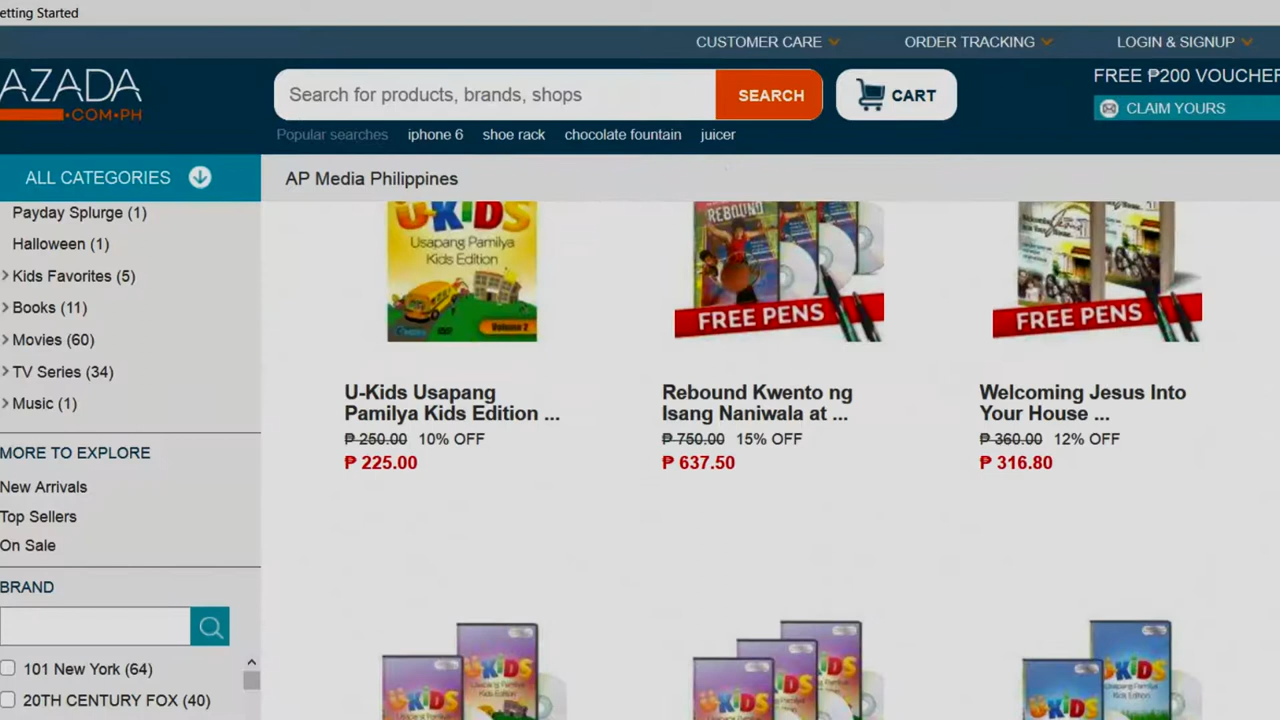 etting Started
CUSTOMER CARE
ORDER TRACKING
LOGIN & SIGNUP
AZADA
.COM.PH
Search for products, brands, shops
SEARCH
CART
FREE ₱200 VOUCHER
CLAIM YOURS
Popular searches iphone 6 shoe rack chocolate fountain juicer
ALL CATEGORIES
AP Media Philippines
Payday Splurge (1)
Halloween (1)
Kids Favorites (5)
Books (11)
Movies (60)
TV Series (34)
Music (1)
MORE TO EXPLORE
New Arrivals
Top Sellers
On Sale
BRAND
101 New York (64)
20TH CENTURY FOX (40)
U-KIDS
Usapang Pamilya
Kids Edition
Volume 2
U-Kids Usapang
Pamilya Kids Edition ...
₱ 250.00 10% OFF
₱ 225.00
REBOUND
FREE PENS
Rebound Kwento ng
Isang Naniwala at ...
₱ 750.00 15% OFF
₱ 637.50
FREE PENS
Welcoming Jesus Into
Your House ...
₱ 360.00 12% OFF
₱ 316.80
U-KIDS
U-KIDS
U-KIDS